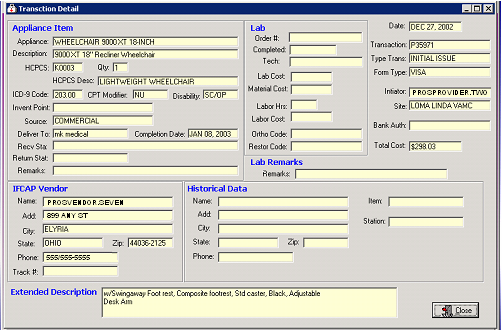 Transction Detail
Appliance Item
Appliance: WHEELCHAIR 9000 XT 18-INCH
Description: 9000 XT 18" Recliner Wheelchair
HCPCS: K0003 Qty: 1
HCPCS Desc: LIGHTWEIGHT WHEELCHAIR
ICD-9 Code: 203.00 CPT Modifier: NU Disability: SC/OP
Invent Point:
Source: COMMERCIAL
Deliver To: mk medical Completion Date: JAN 08, 2003
Recv Sta:
Return Stat:
Remarks:
Lab
Order #:
Completed:
Tech:
Lab Cost:
Material Cost:
Labor Hrs:
Labor Cost:
Ortho Code:
Restor Code:
Lab Remarks
Remarks:
Date: DEC 27, 2002
Transaction: P35971
Type Trans: INITIAL ISSUE
Form Type: VISA
Intiator: PROSPROVIDER,TWO
Site: LOMA LINDA VAMC
Bank Auth:
Total Cost: $298.03
IFCAP Vendor
Name: PROSVENDOR,SEVEN
Add: 899 ANY ST
City: ELYRIA
State: OHIO Zip: 44036-2125
Phone: 555/555-5555
Track #:
Historical Data
Name:
Add:
City:
State: Zip:
Phone:
Item:
Station:
Extended Description
w/Swingaway Foot rest, Composite footrest, Std caster, Black, Adjustable
Desk Arm
Close